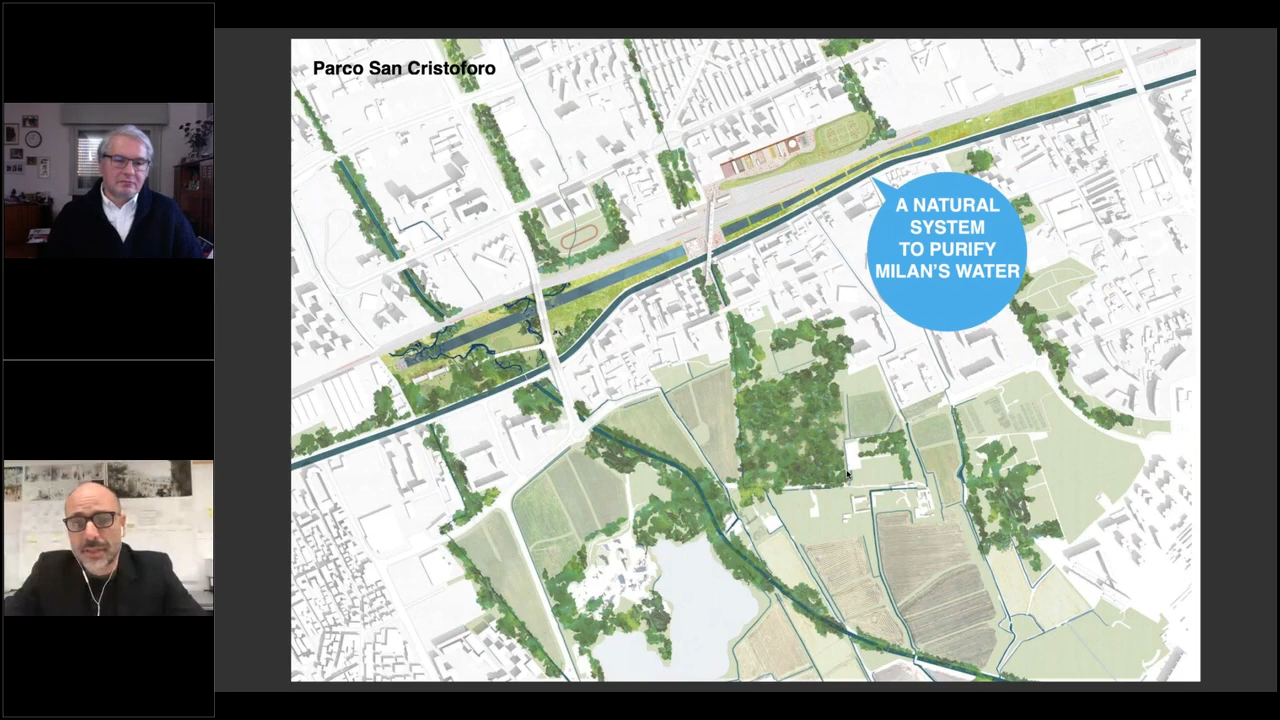 Parco San Cristoforo
A NATURAL
SYSTEM
TO PURIFY
MILAN'S WATER